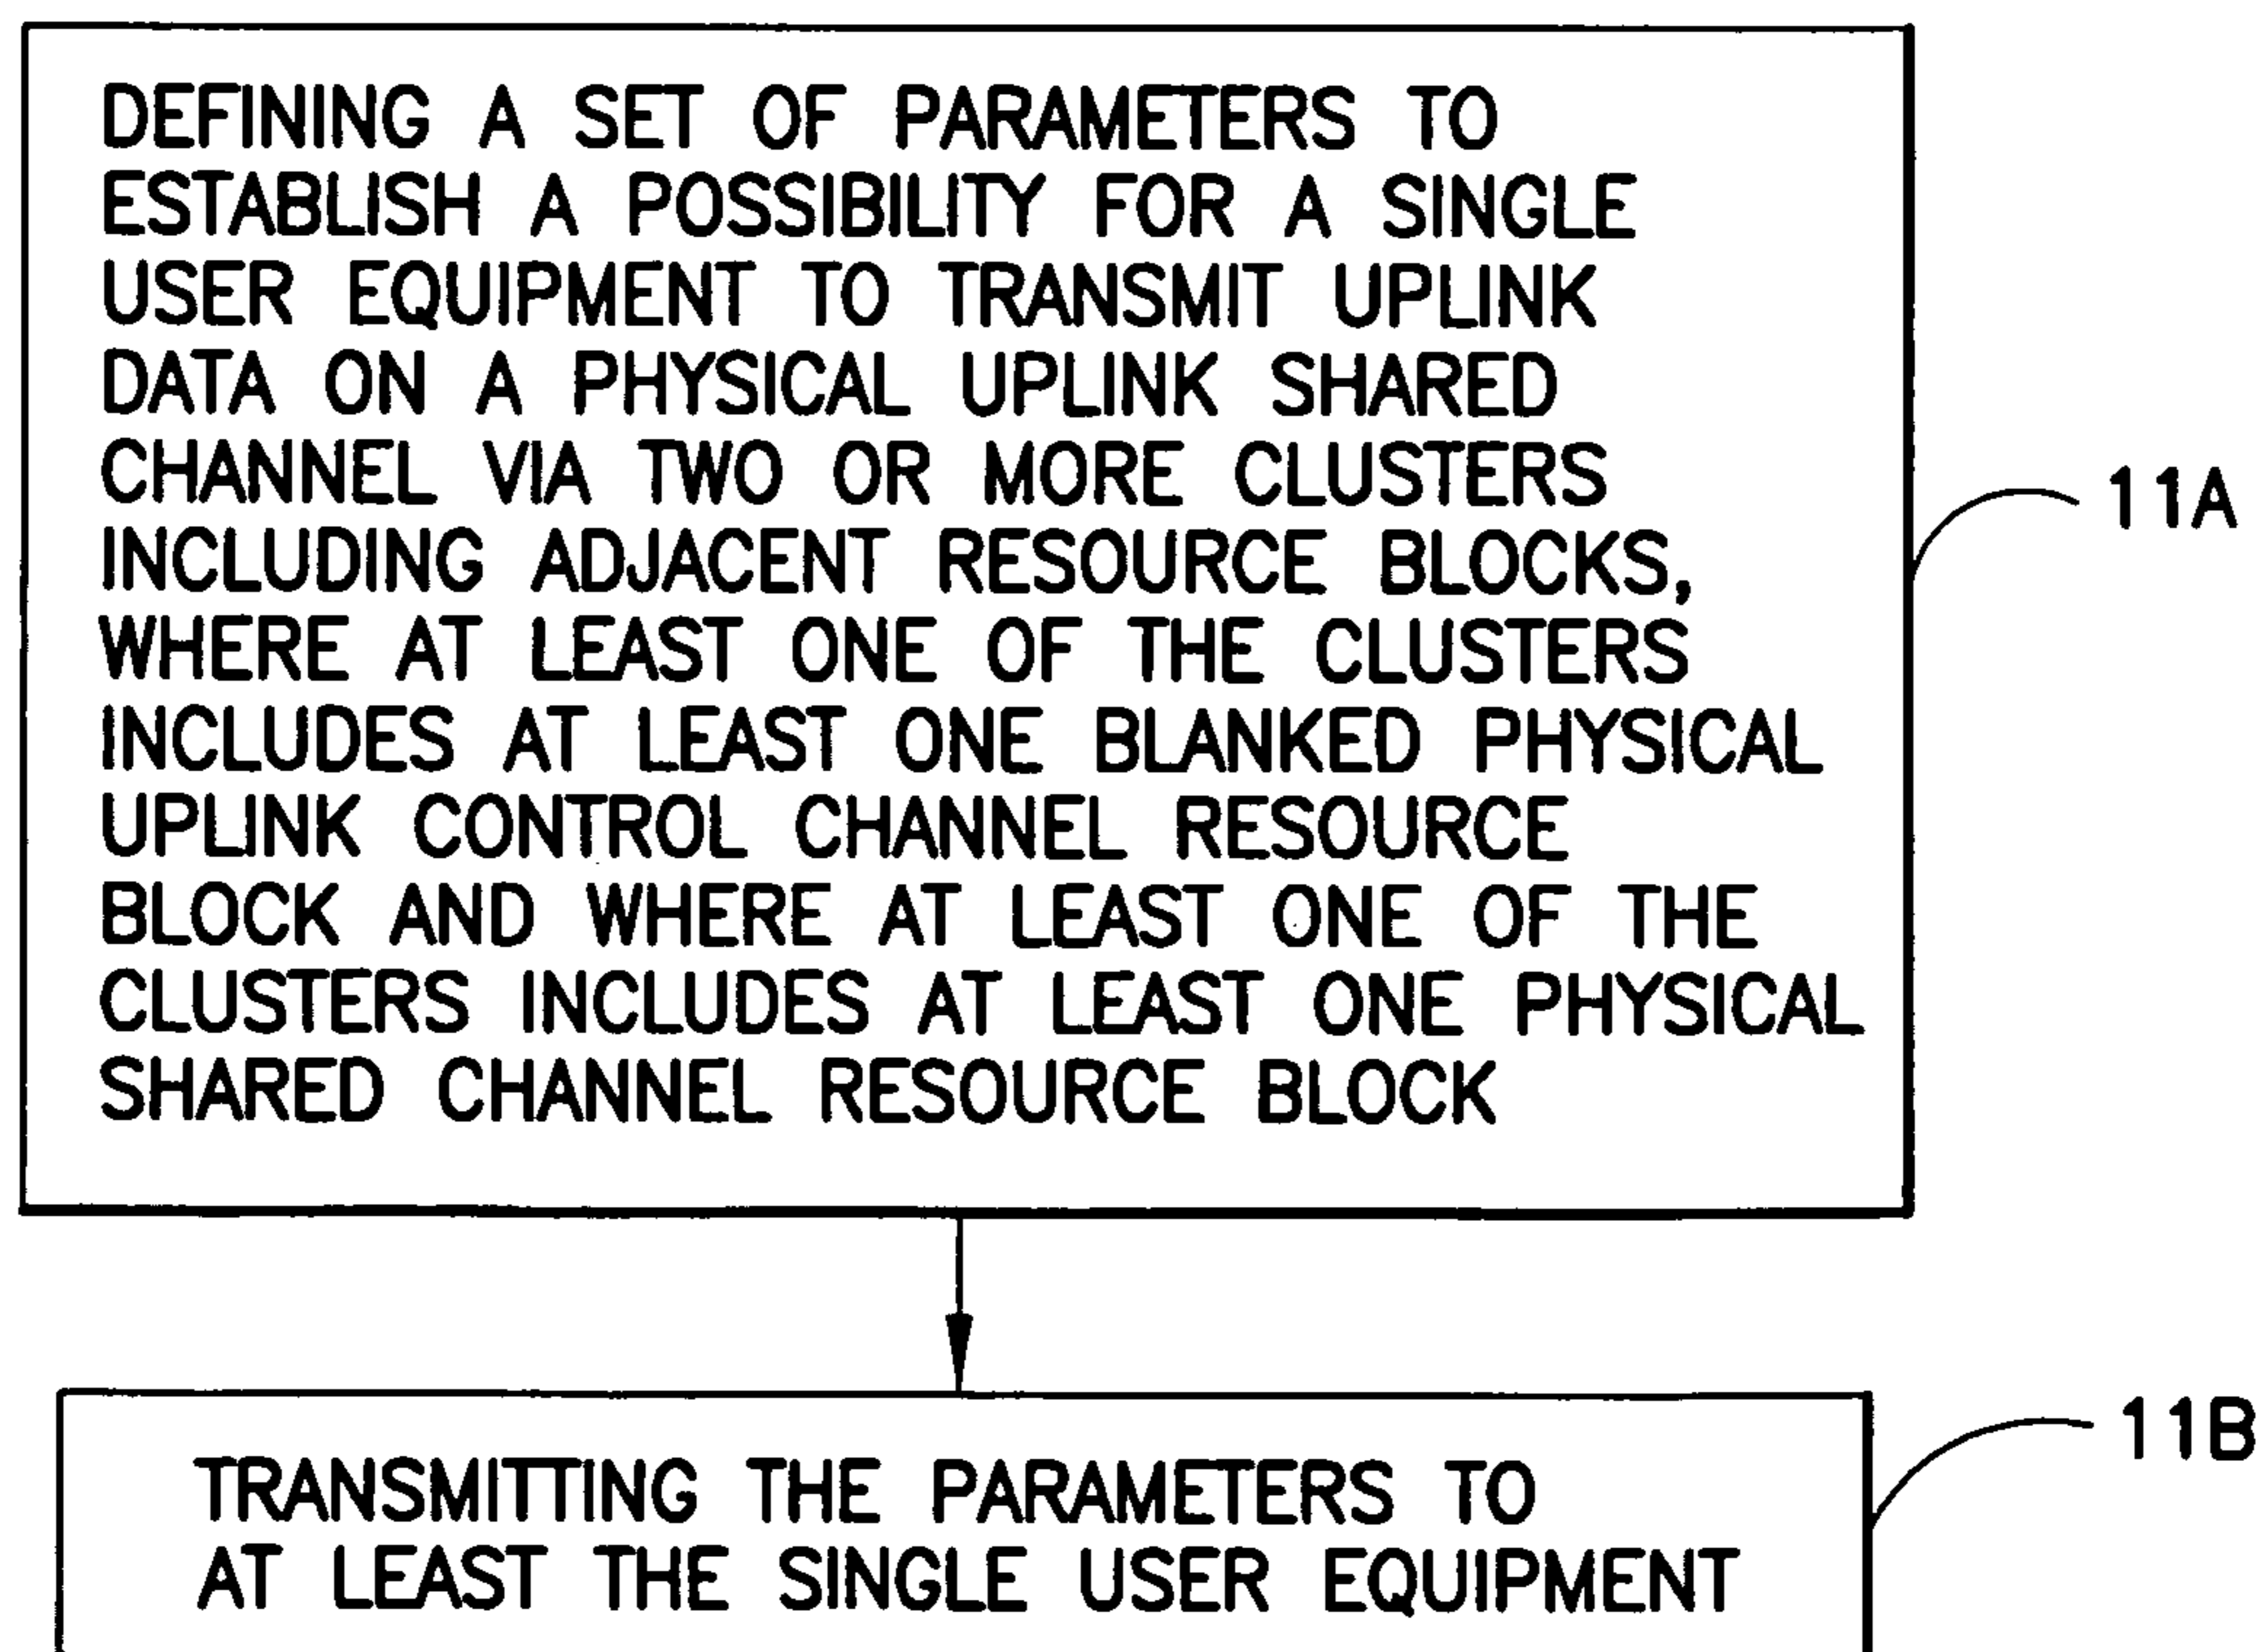 DEFINING A SET OF PARAMETERS TO
ESTABLISH A POSSIBILITY FOR A SINGLE
USER EQUIPMENT TO TRANSMIT UPLINK
DATA ON A PHYSICAL UPLINK SHARED
CHANNEL VIA TWO OR MORE CLUSTERS
INCLUDING ADJACENT RESOURCE BLOCKS,
WHERE AT LEAST ONE OF THE CLUSTERS
INCLUDES AT LEAST ONE BLANKED PHYSICAL
UPLINK CONTROL CHANNEL RESOURCE
BLOCK AND WHERE AT LEAST ONE OF THE
CLUSTERS INCLUDES AT LEAST ONE PHYSICAL
SHARED CHANNEL RESOURCE BLOCK
11A
TRANSMITTING THE PARAMETERS TO
AT LEAST THE SINGLE USER EQUIPMENT
11B